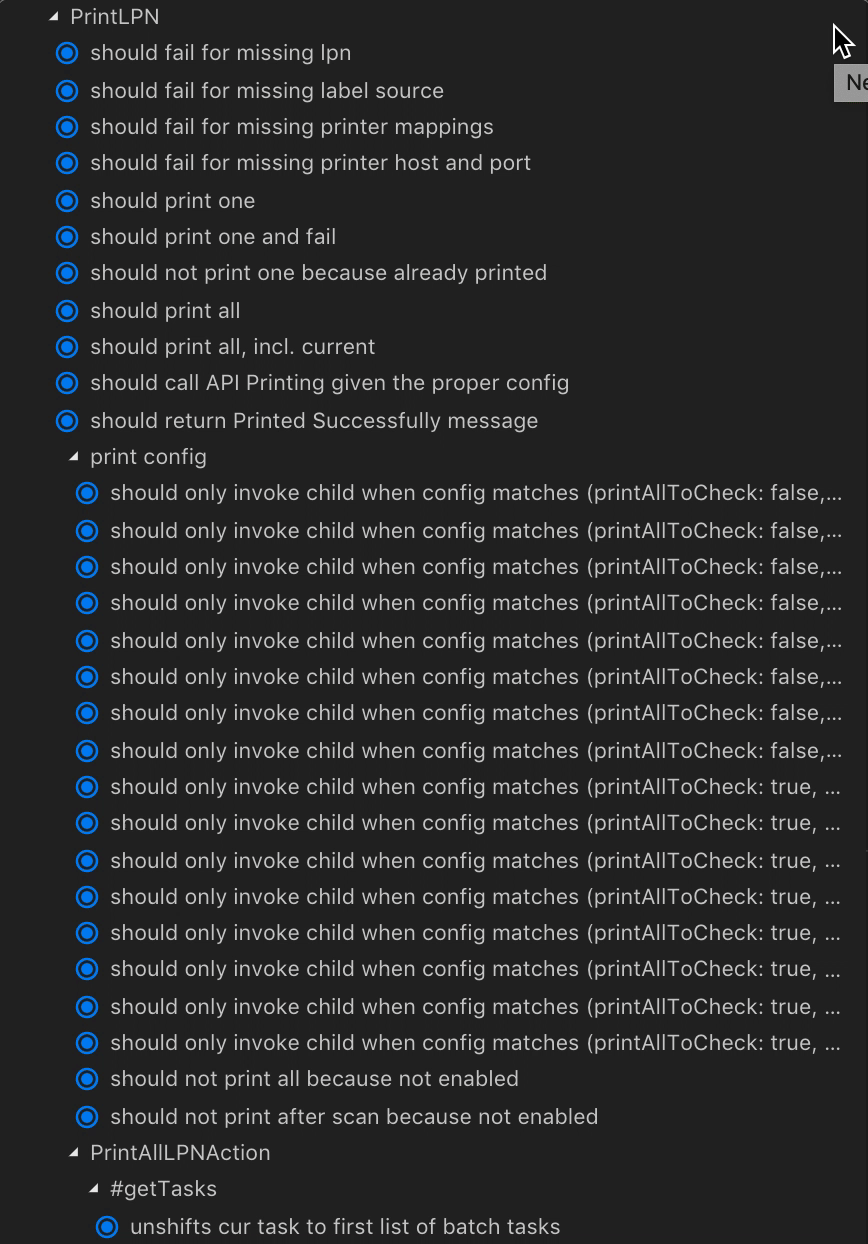 PrintLPN
should fail for missing lpn
should fail for missing label source
should fail for missing printer mappings
should fail for missing printer host and port
should print one
should print one and fail
should not print one because already printed
should print all
should print all, incl. current
should call API Printing given the proper config
should return Printed Successfully message
print config
should only invoke child when config matches (printAllToCheck: false,...
should only invoke child when config matches (printAllToCheck: false,...
should only invoke child when config matches (printAllToCheck: false,...
should only invoke child when config matches (printAllToCheck: false,...
should only invoke child when config matches (printAllToCheck: false,...
should only invoke child when config matches (printAllToCheck: false,...
should only invoke child when config matches (printAllToCheck: false,...
should only invoke child when config matches (printAllToCheck: false,...
should only invoke child when config matches (printAllToCheck: true, ...
should only invoke child when config matches (printAllToCheck: true, ...
should only invoke child when config matches (printAllToCheck: true, ...
should only invoke child when config matches (printAllToCheck: true, ...
should only invoke child when config matches (printAllToCheck: true, ...
should only invoke child when config matches (printAllToCheck: true, ...
should only invoke child when config matches (printAllToCheck: true, ...
should only invoke child when config matches (printAllToCheck: true, ...
should not print all because not enabled
should not print after scan because not enabled
PrintAllLPNAction
#getTasks
unshifts cur task to first list of batch tasks